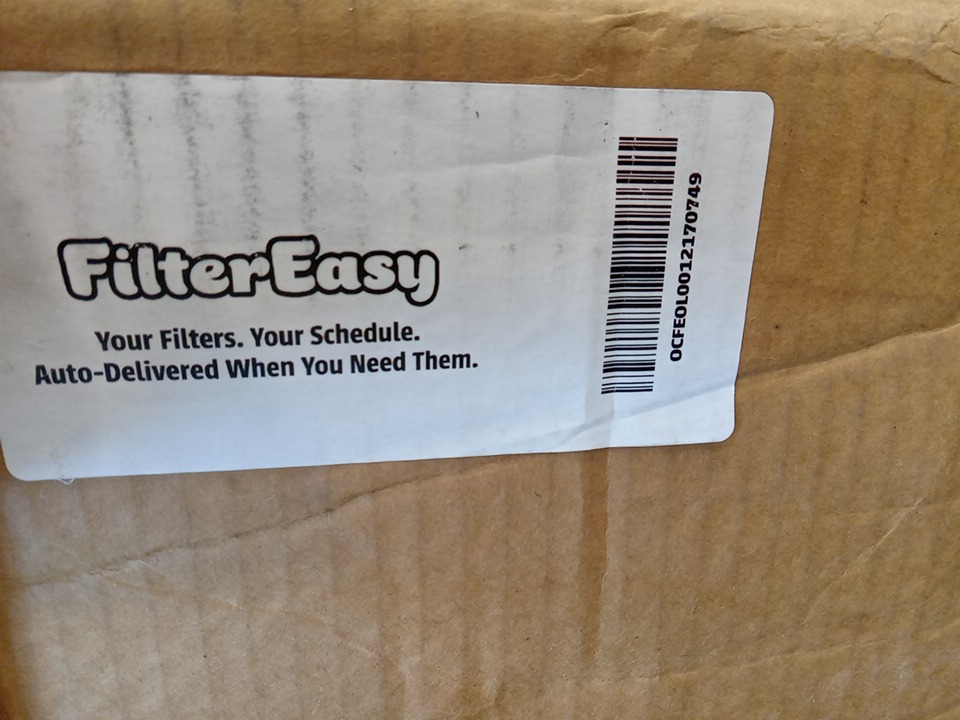 FilterEasy
Your Filters. Your Schedule.
Auto-Delivered When You Need Them.
OCFEOL0012170749